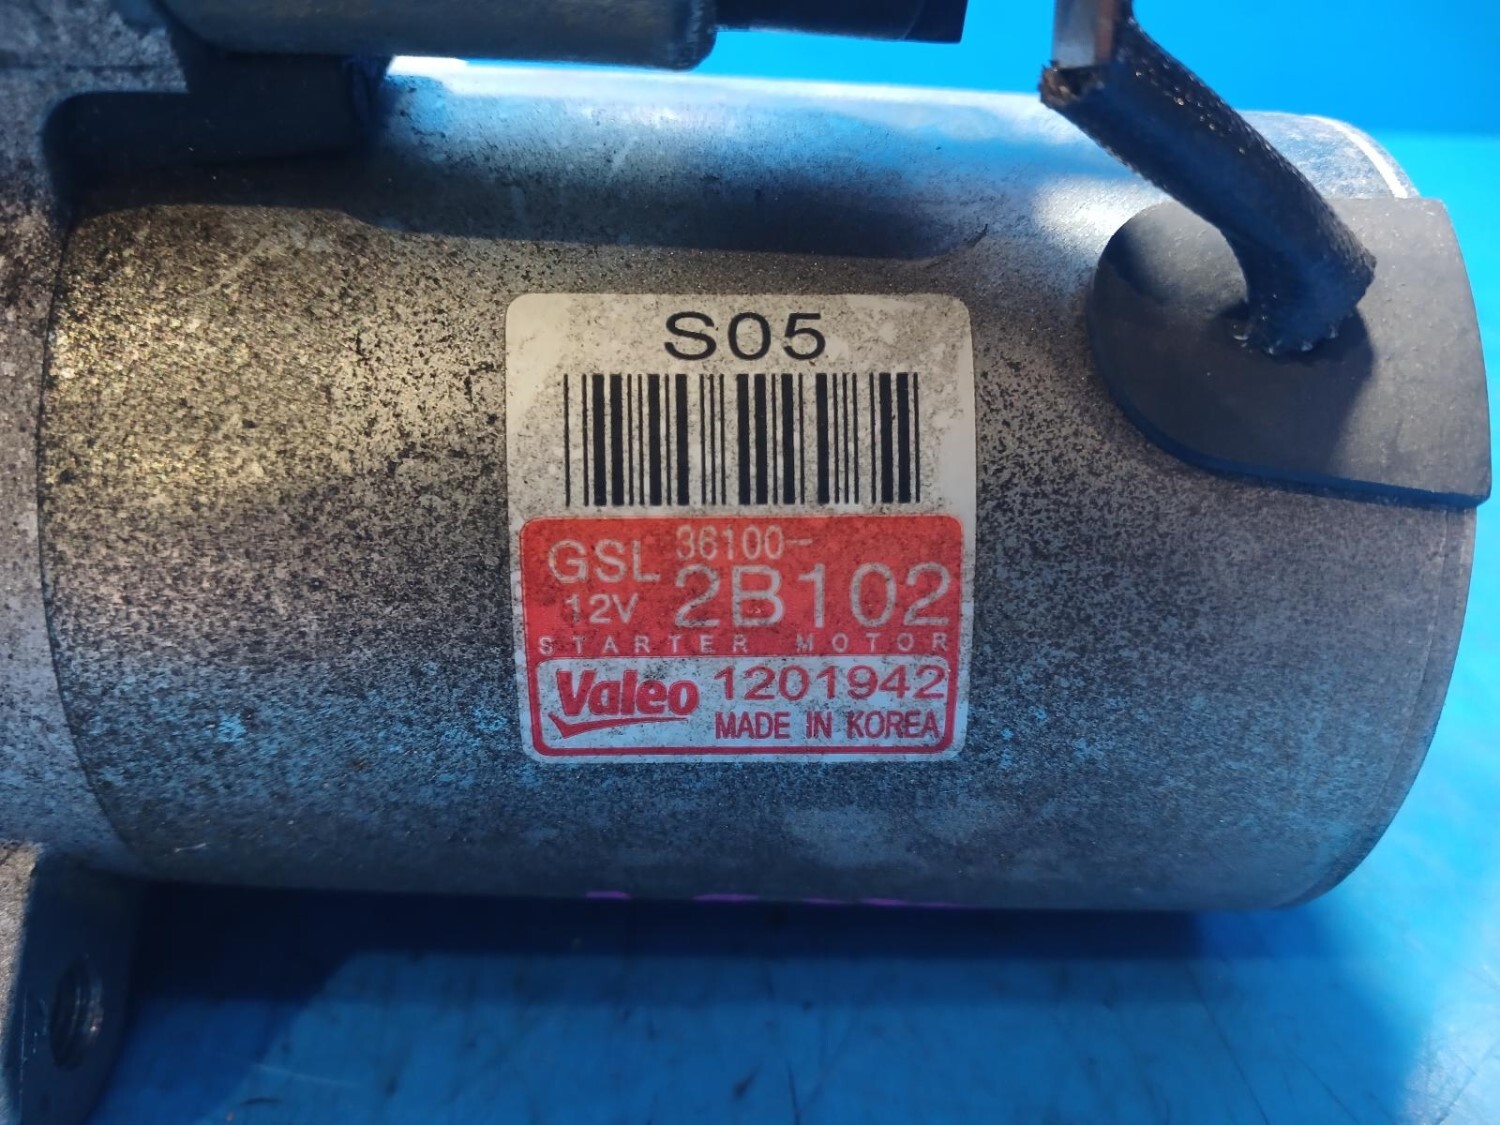 S05
GSL 36100-
12V 2B102
STARTER MOTOR
Valeo 1201942
MADE IN KOREA